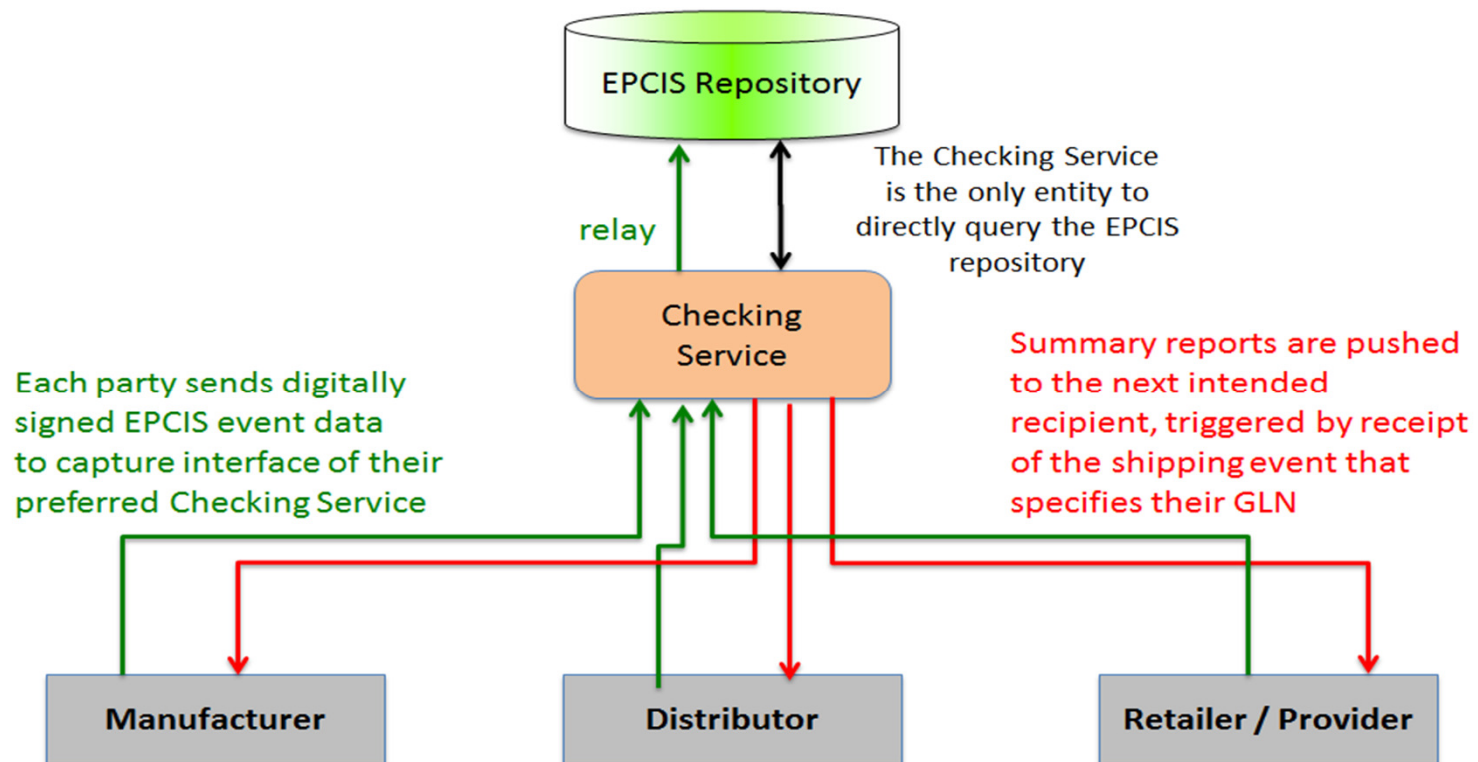 EPCIS Repository
The Checking Service
is the only entity to
directly query the EPCIS
repository
relay
Checking
Service
Each party sends digitally
signed EPCIS event data
to capture interface of their
preferred Checking Service
Summary reports are pushed
to the next intended
recipient, triggered by receipt
of the shipping event that
specifies their GLN
Manufacturer
Distributor
Retailer / Provider